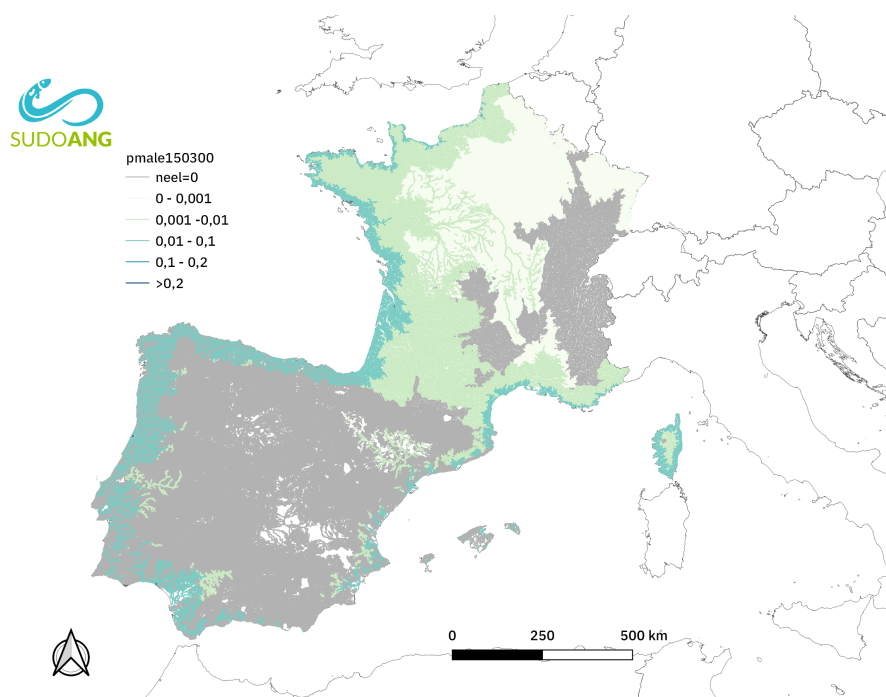 SUDOANG
pmale150300
neel=0
0 - 0,001
0,001 -0,01
0,01 - 0,1
0,1 - 0,2
>0,2
0 250 500 km